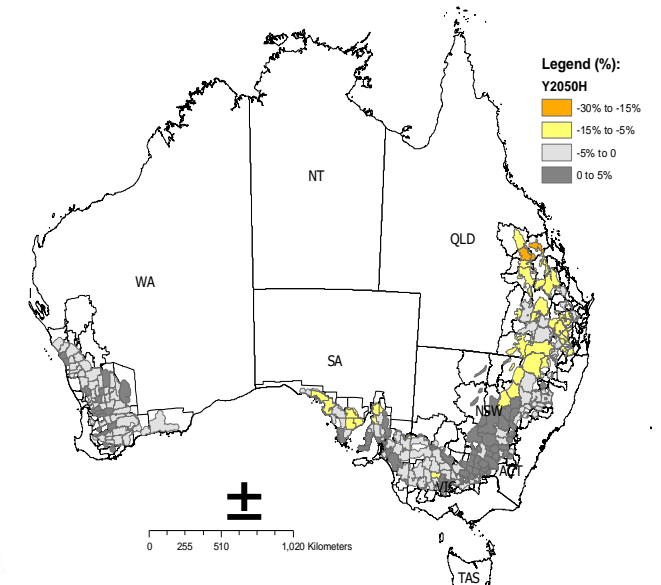 Legend (%):
Y2050H
-30% to -15%
-15% to -5%
-5% to 0
0 to 5%
NT
QLD
WA
SA
NSW
ACT
VIC
TAS
0 255 510 1,020 Kilometers